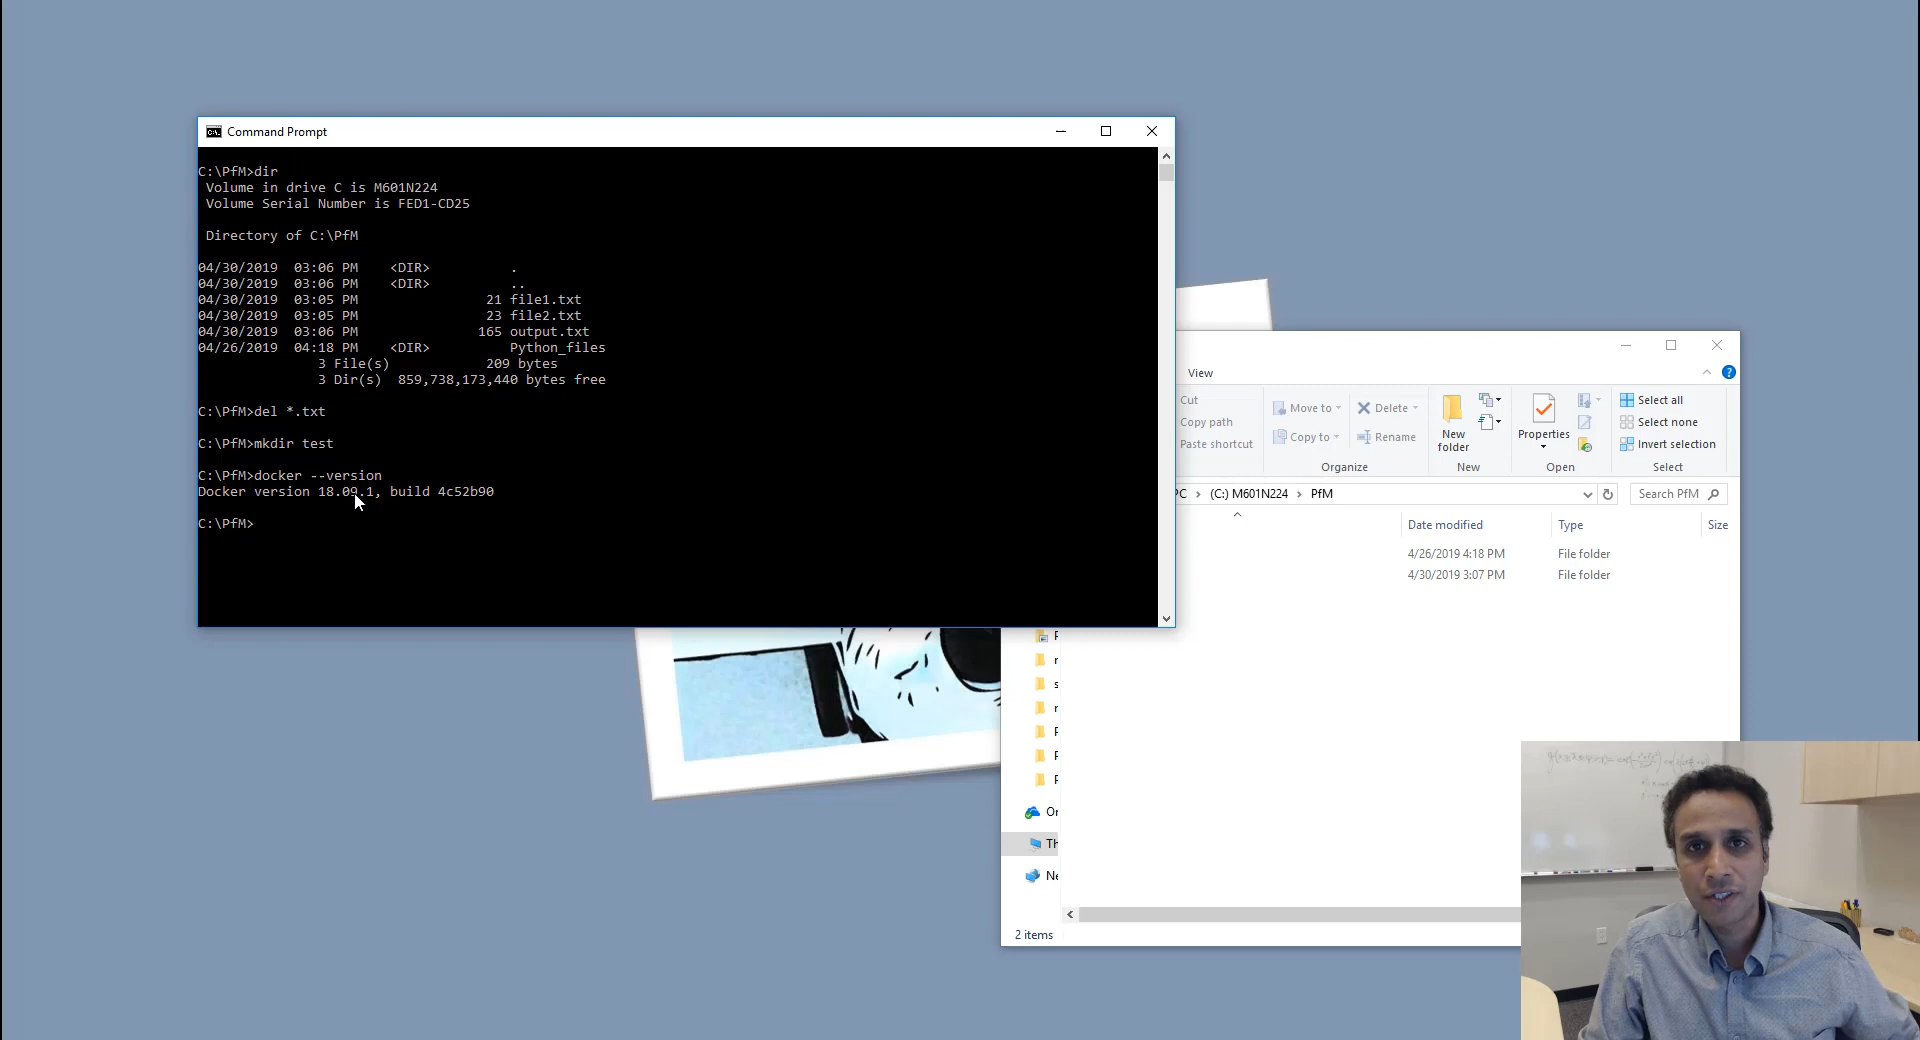 Command Prompt
C:\PfM>dir
Volume in drive C is M601N224
Volume Serial Number is FED1-CD25
Directory of C:\PfM
04/30/2019 03:06 PM <DIR> .
04/30/2019 03:06 PM <DIR> ..
04/30/2019 03:05 PM 21 file1.txt
04/30/2019 03:05 PM 23 file2.txt
04/30/2019 03:06 PM 165 output.txt
04/26/2019 04:18 PM <DIR> Python_files
3 File(s) 209 bytes
3 Dir(s) 859,738,173,440 bytes free
C:\PfM>del *.txt
C:\PfM>mkdir test
C:\PfM>docker --version
Docker version 18.09.1, build 4c52b90
C:\PfM>
View
Cut
Copy path
Paste shortcut
Move to
Copy to
Delete
Rename
Organize
New folder
New
Properties
Open
Select all
Select none
Invert selection
Select
PC > (C:) M601N224 > PfM
Search PfM
Date modified Type Size
4/26/2019 4:18 PM File folder
4/30/2019 3:07 PM File folder
2 items